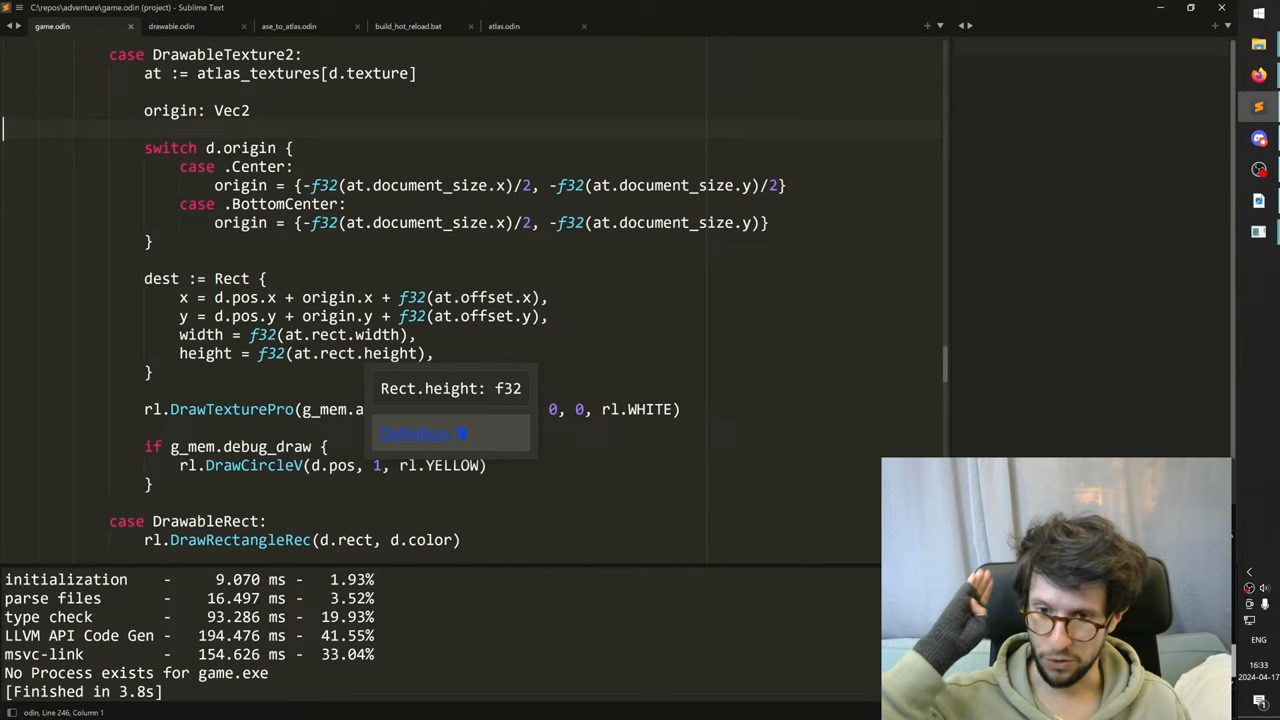 C:\repos\adventure\game.odin (project) - Sublime Text
game.odin
drawable.odin
ase_to_atlas.odin
build_hot_reload.bat
atlas.odin
case DrawableTexture2:
at := atlas_textures[d.texture]
origin: Vec2
switch d.origin {
case .Center:
origin = {-f32(at.document_size.x)/2, -f32(at.document_size.y)/2}
case .BottomCenter:
origin = {-f32(at.document_size.x)/2, -f32(at.document_size.y)}
}
dest := Rect {
x = d.pos.x + origin.x + f32(at.offset.x),
y = d.pos.y + origin.y + f32(at.offset.y),
width = f32(at.rect.width),
height = f32(at.rect.height),
}
Rect.height: f32
Definition
rl.DrawTexturePro(g_mem.a 0, 0, rl.WHITE)
if g_mem.debug_draw {
rl.DrawCircleV(d.pos, 1, rl.YELLOW)
}
case DrawableRect:
rl.DrawRectangleRec(d.rect, d.color)
initialization - 9.070 ms - 1.93%
parse files - 16.497 ms - 3.52%
type check - 93.286 ms - 19.93%
LLVM API Code Gen - 194.476 ms - 41.55%
msvc-link - 154.626 ms - 33.04%
No Process exists for game.exe
[Finished in 3.8s]
odin, Line 246, Column 1
ENG
16:33
2024-04-17